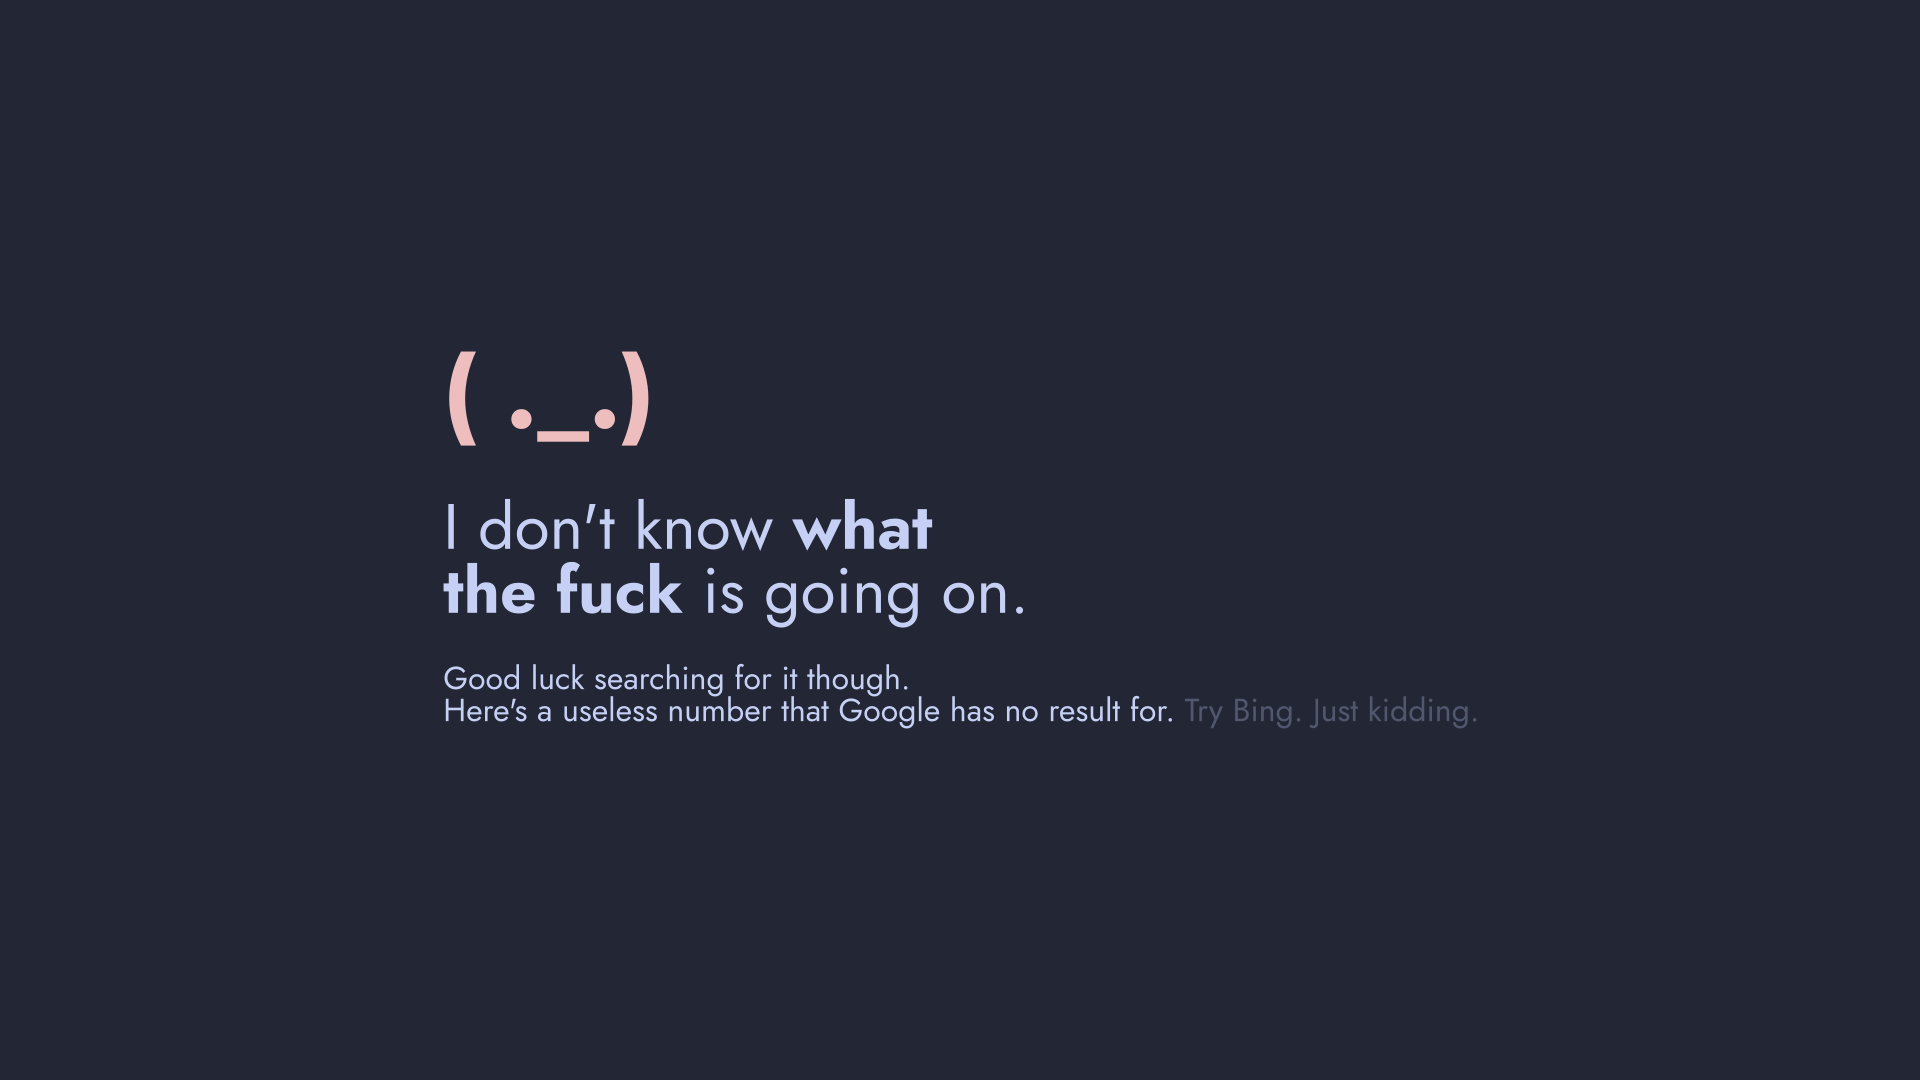 ( ._.)
I don't know what
the fuck is going on.
Good luck searching for it though.
Here's a useless number that Google has no result for. Try Bing. Just kidding.